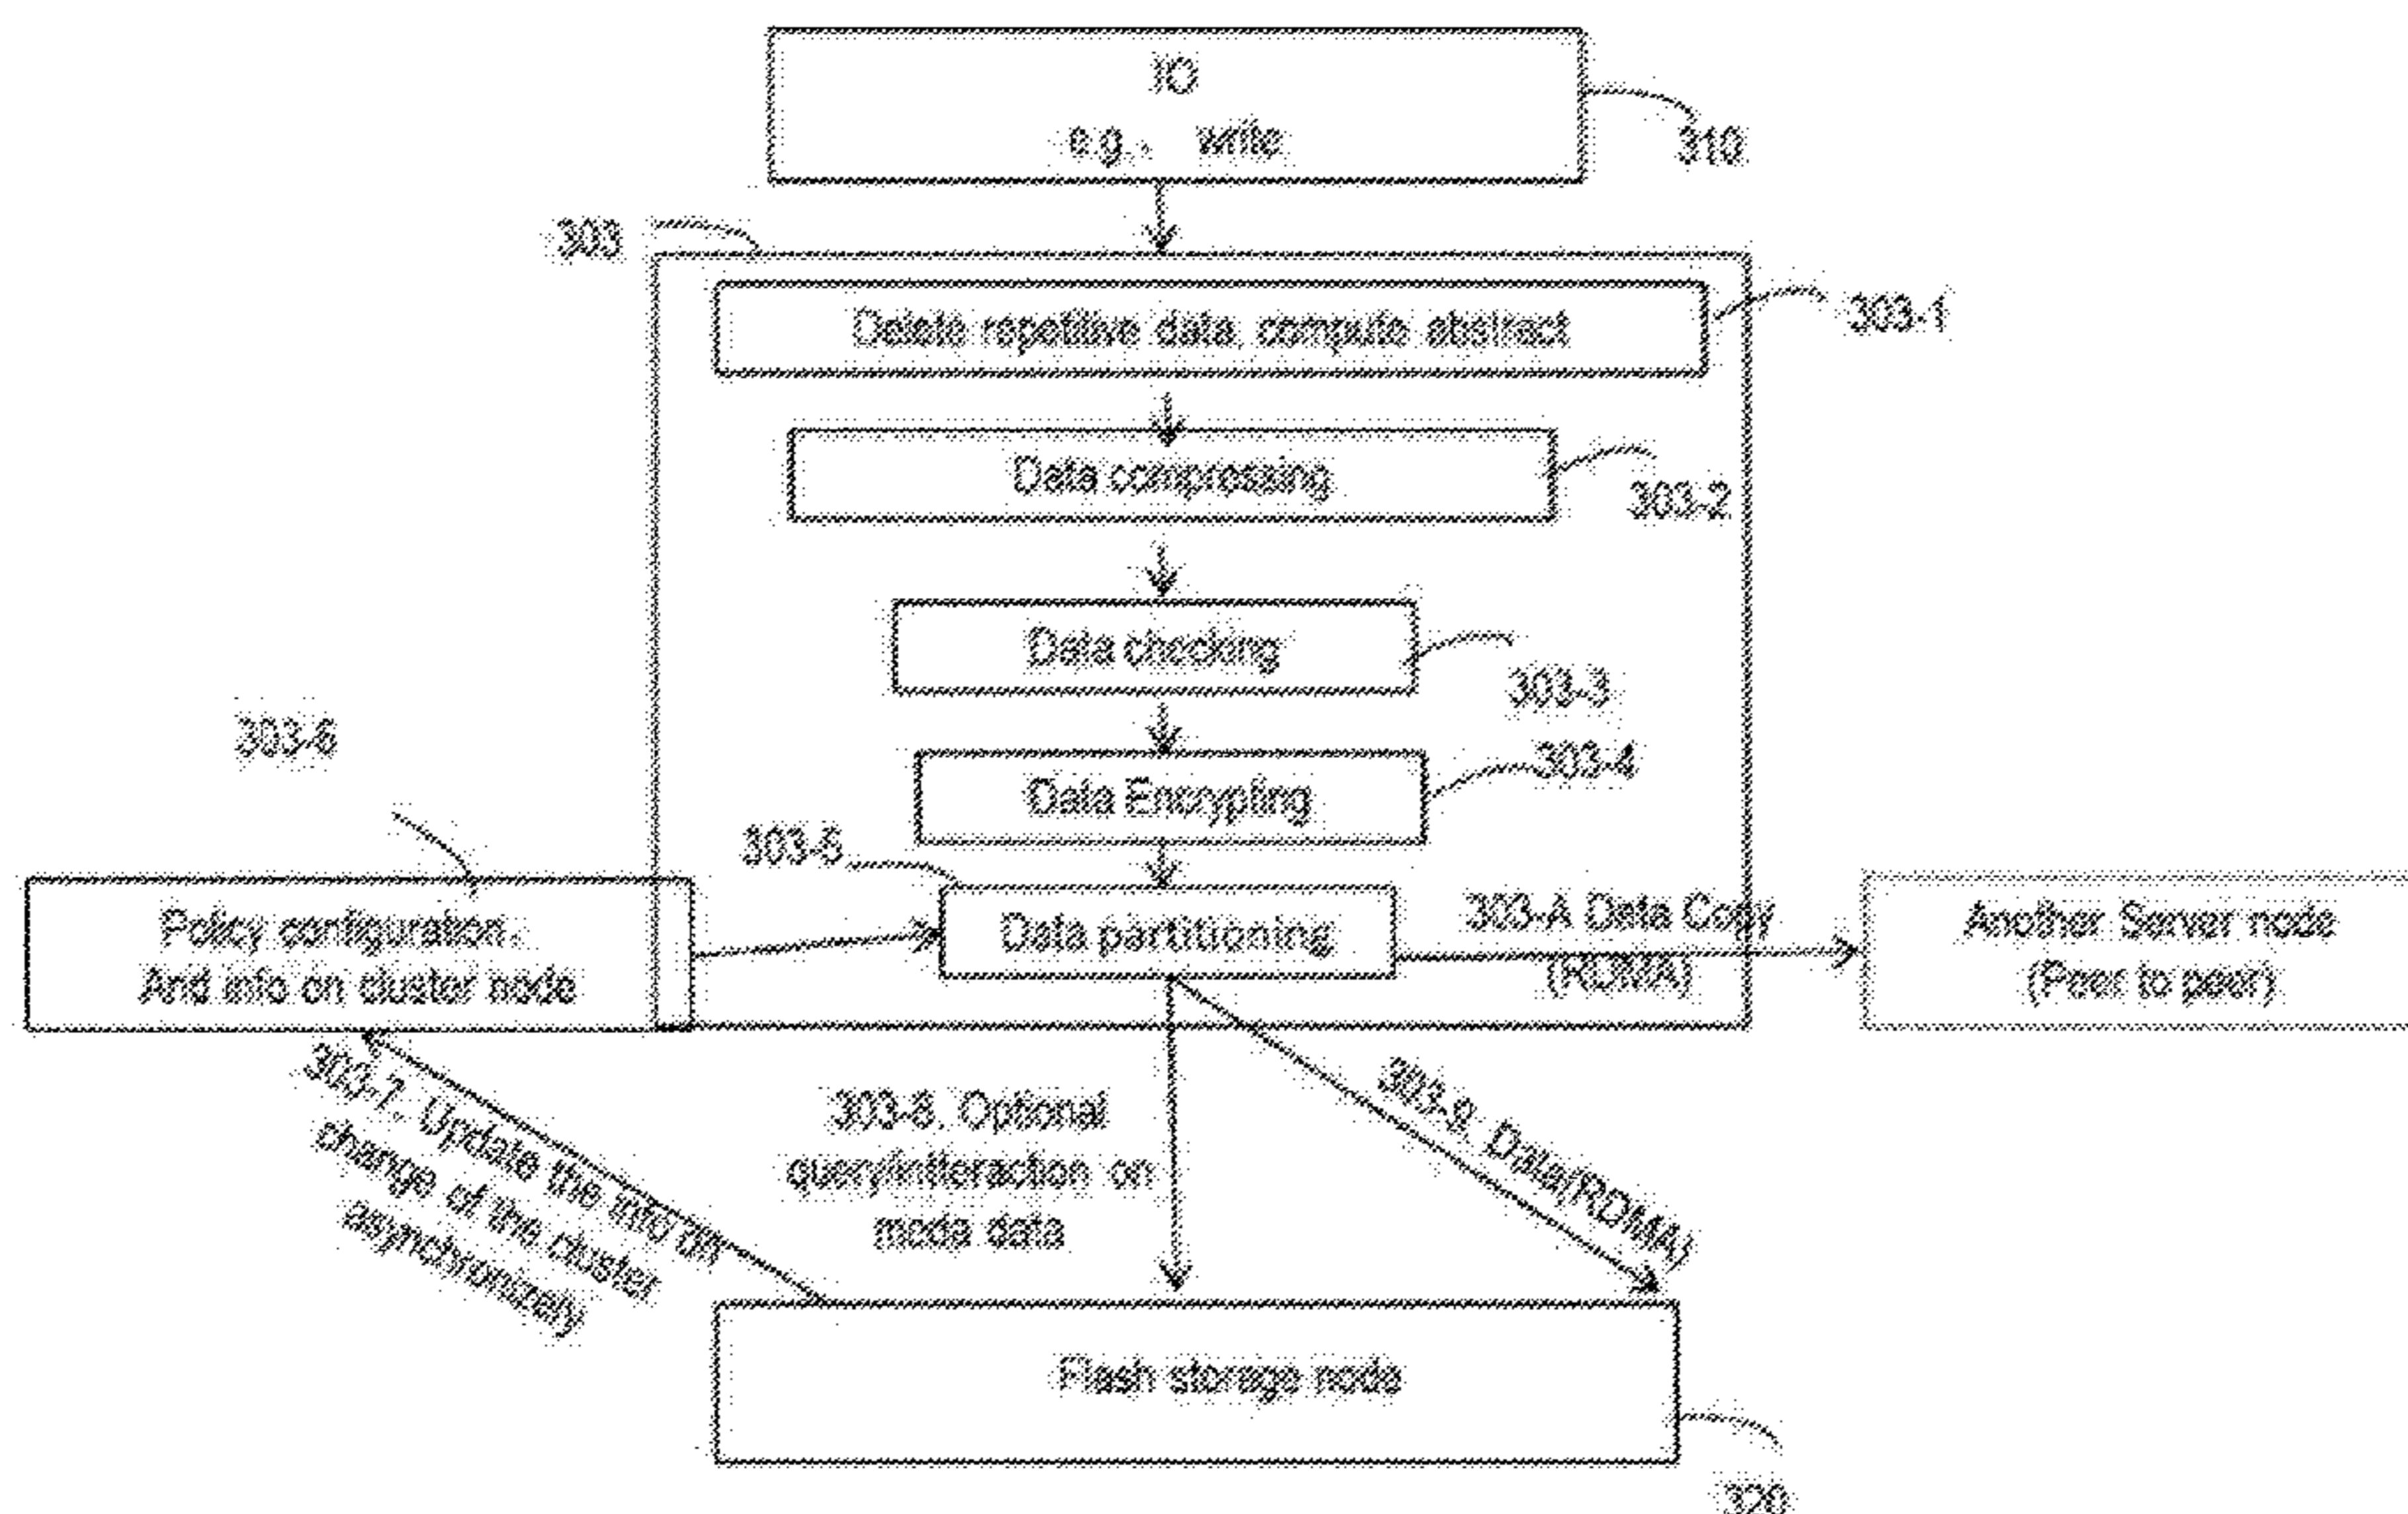 IO
e.g., write
310
303
Delete repetitive data, compute abstract
303-1
Data compressing
303-2
Data checking
303-3
303-6
303-4
Data Encrypting
303-5
Policy configuration,
And info on cluster node
Data partitioning
303-A Data Copy
(RDMA)
Another Server node
(Peer to peer)
303-7. Update the info on
change of the cluster
asynchronizely
303-8. Optional
query/interaction on
meda data
303-9. Data(RDMA)
Flash storage node
320